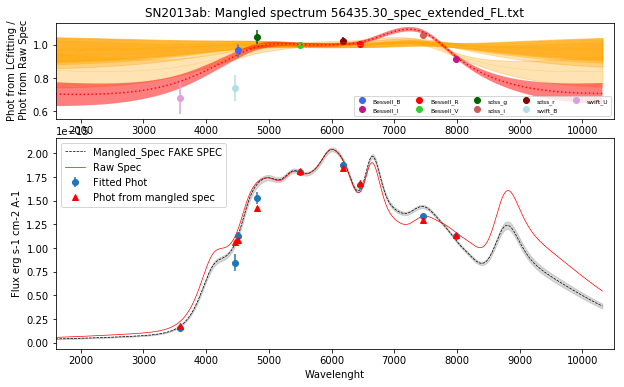 SN2013ab: Mangled spectrum 56435.30_spec_extended_FL.txt
Phot from LCfitting /
Phot from Raw Spec
1.0
0.8
0.6
Bessell_B
Bessell_I
Bessell_R
Bessell_V
sdss_g
sdss_i
sdss_r
swift_B
swift_U
2000 3000 4000 5000 6000 7000 8000 9000 10000
Flux erg s-1 cm-2 A-1
2.00
1.75
1.50
1.25
1.00
0.75
0.50
0.25
0.00
Mangled_Spec FAKE SPEC
Raw Spec
Fitted Phot
Phot from mangled spec
2000 3000 4000 5000 6000 7000 8000 9000 10000
Wavelenght